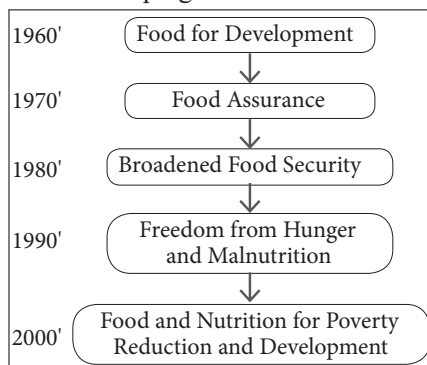 1960' Food for Development
1970' Food Assurance
1980' Broadened Food Security
1990' Freedom from Hunger
and Malnutrition
2000' Food and Nutrition for Poverty
Reduction and Development